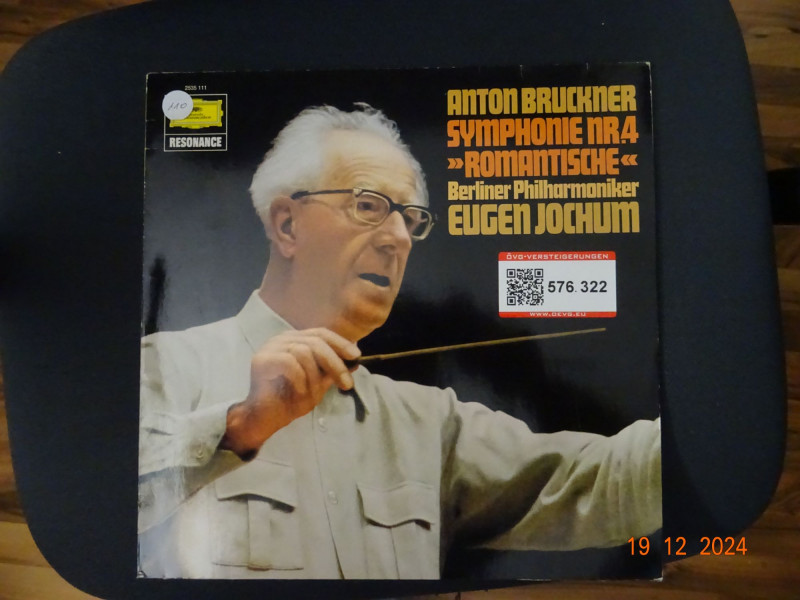 2535 111
110
RESONANCE
ANTON BRUCKNER
SYMPHONIE NR.4
»ROMANTISCHE«
Berliner Philharmoniker
EUGEN JOCHUM
ÖVG-VERSTEIGERUNGEN
576.322
WWW.OEVG.EU
19 12 2024